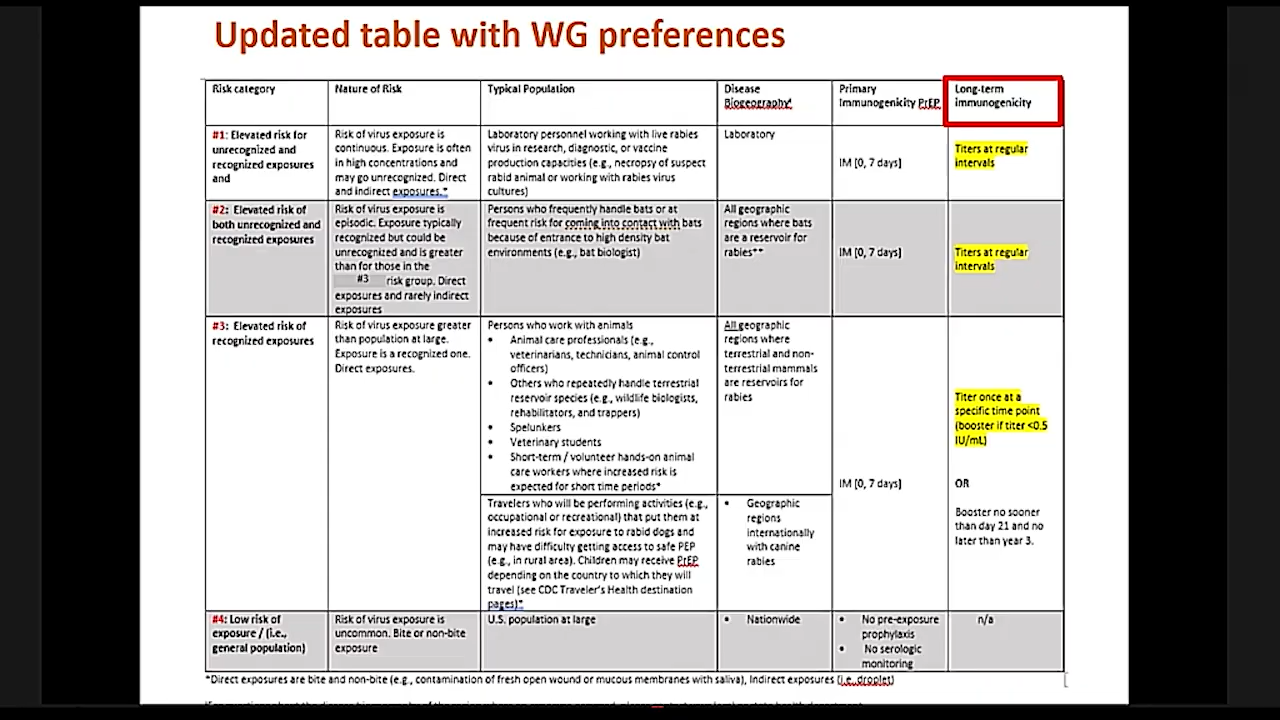 Updated table with WG preferences
Risk category
Nature of Risk
Typical Population
Disease
Biogeography¹
Primary
Immunogenicity PrEP
Long-term
immunogenicity
#1: Elevated risk for
unrecognized and
recognized exposures
and
Risk of virus exposure is
continuous. Exposure is often
in high concentrations and
may go unrecognized. Direct
and indirect exposures.*
Laboratory personnel working with live rabies
virus in research, diagnostic, or vaccine
production capacities (e.g., necropsy of suspect
rabid animal or working with rabies virus
cultures)
Laboratory
IM [0, 7 days]
Titers at regular
intervals
#2: Elevated risk of
both unrecognized and
recognized exposures
Risk of virus exposure is
episodic. Exposure typically
recognized but could be
unrecognized and is greater
than for those in the
#3 risk group. Direct
exposures and rarely indirect
exposures
Persons who frequently handle bats or at
frequent risk for coming into contact with bats
because of entrance to high density bat
environments (e.g., bat biologist)
All geographic
regions where bats
are a reservoir for
rabies**
IM [0, 7 days]
Titers at regular
intervals
#3: Elevated risk of
recognized exposures
Risk of virus exposure greater
than population at large.
Exposure is a recognized one.
Direct exposures.
Persons who work with animals
• Animal care professionals (e.g.,
veterinarians, technicians, animal control
officers)
• Others who repeatedly handle terrestrial
reservoir species (e.g., wildlife biologists,
rehabilitators, and trappers)
• Spelunkers
• Veterinary students
• Short-term / volunteer hands-on animal
care workers where increased risk is
expected for short time periods*
All geographic
regions where
terrestrial and non-
terrestrial mammals
are reservoirs for
rabies
Travelers who will be performing activities (e.g.,
occupational or recreational) that put them at
increased risk for exposure to rabid dogs and
may have difficulty getting access to safe PEP
(e.g., in rural area). Children may receive PrEP
depending on the country to which they will
travel (see CDC Traveler's Health destination
pages)*
• Geographic
regions
internationally
with canine
rabies
IM [0, 7 days]
Titer once at a
specific time point
(booster if titer <0.5
IU/mL)
OR
Booster no sooner
than day 21 and no
later than year 3.
#4: Low risk of
exposure / (i.e.,
general population)
Risk of virus exposure is
uncommon. Bite or non-bite
exposure
U.S. population at large
• Nationwide
• No pre-exposure
prophylaxis
• No serologic
monitoring
n/a
*Direct exposures are bite and non-bite (e.g., contamination of fresh open wound or mucous membranes with saliva), Indirect exposures (i.e. droplet)